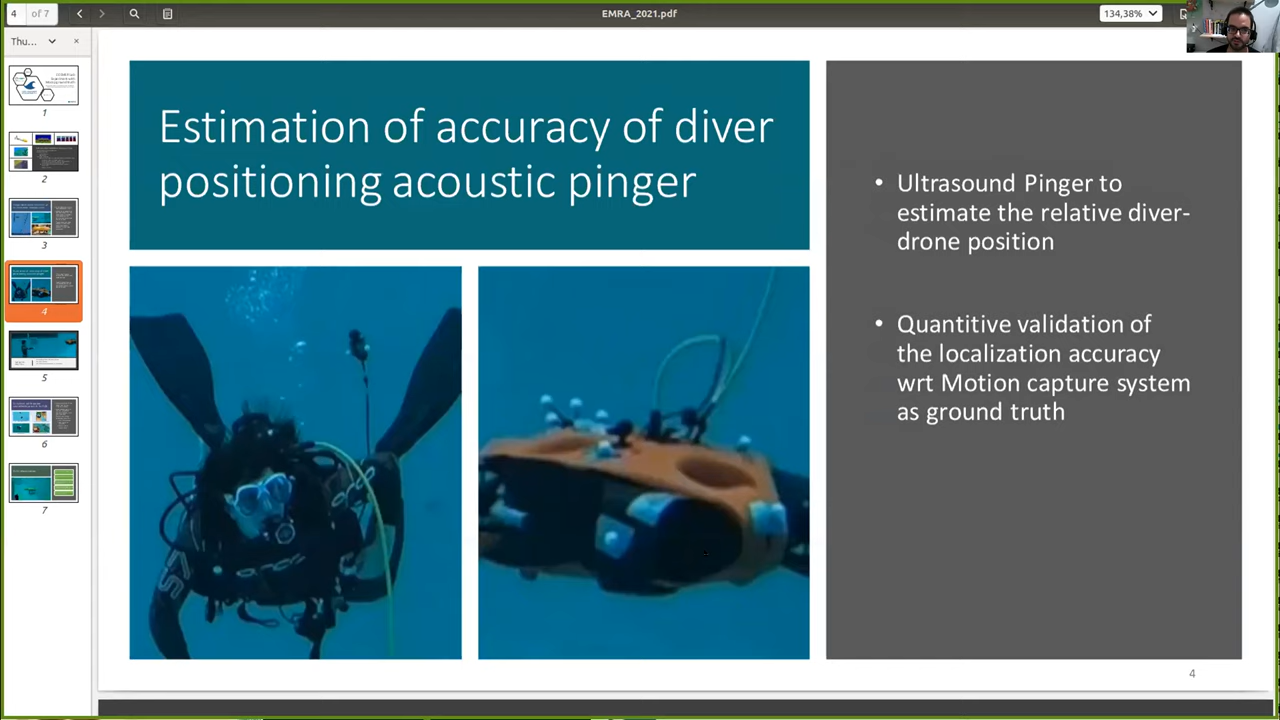 4
of 7
EMRA_2021.pdf
134,38%
Thu...
Estimation of accuracy of diver
positioning acoustic pinger
• Ultrasound Pinger to
estimate the relative diver-
drone position
• Quantitive validation of
the localization accuracy
wrt Motion capture system
as ground truth
4
1
2
3
4
5
6
7